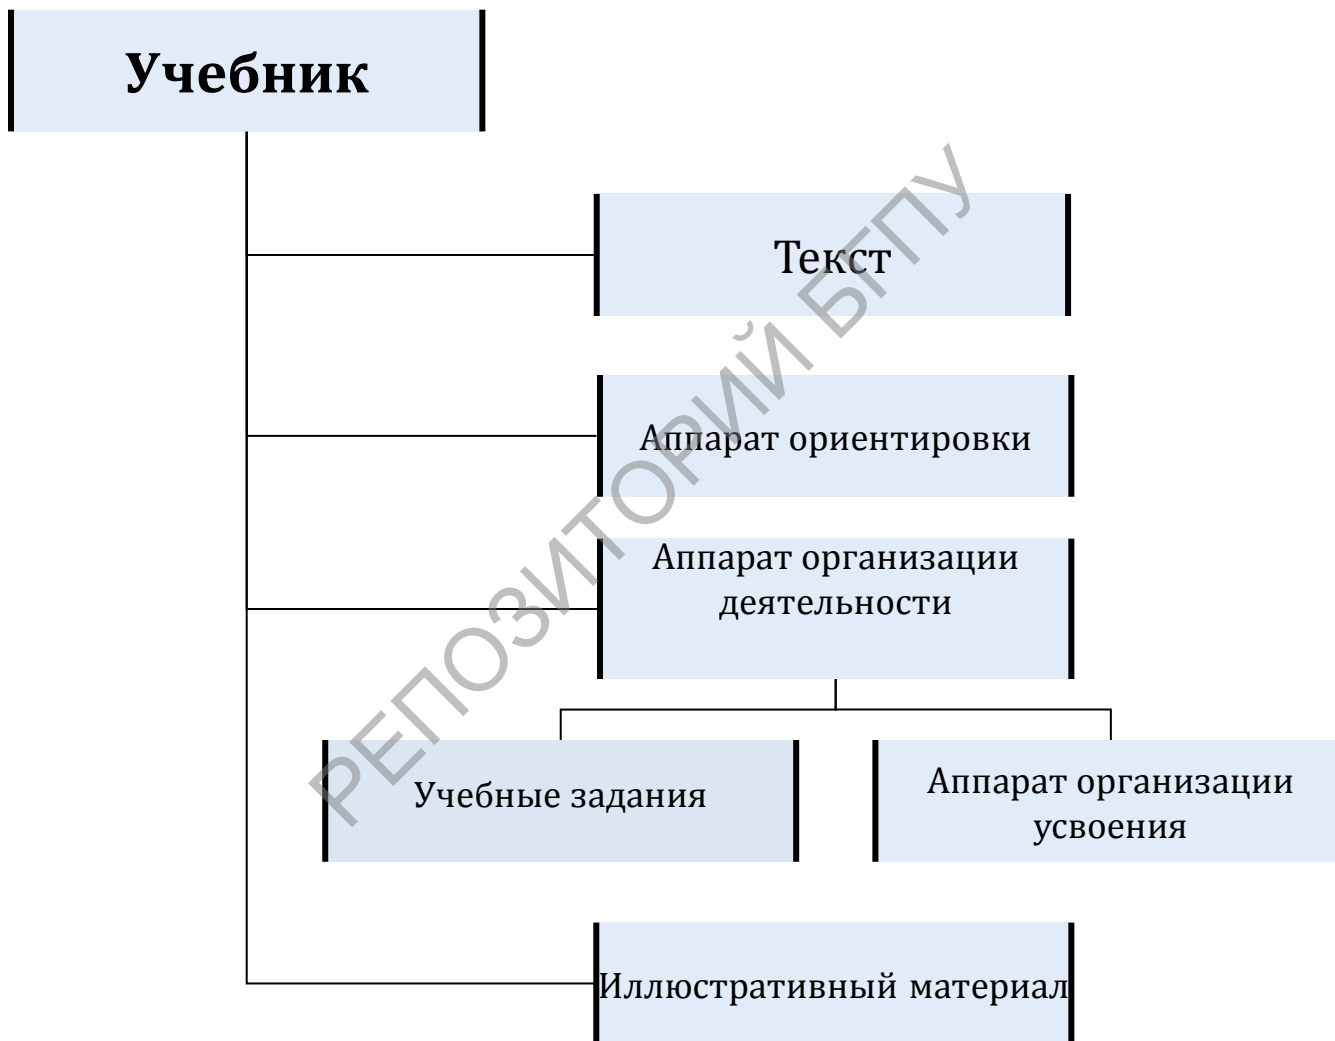 Учебник
Текст
Аппарат ориентировки
Аппарат организации
деятельности
Учебные задания
Аппарат организации
усвоения
Иллюстративный материал
РЕПОЗИТОРИЙ БГПУ